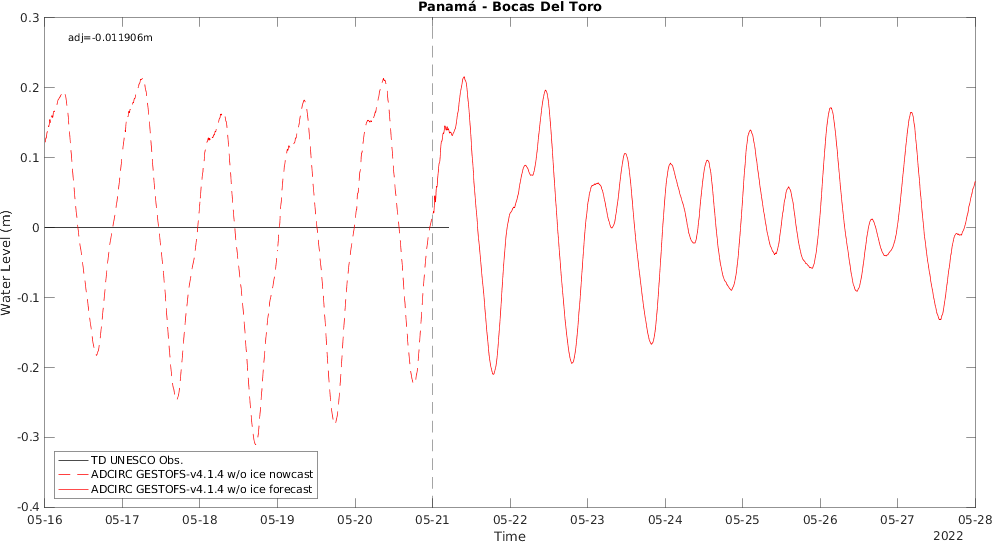 Panamá - Bocas Del Toro
adj=-0.011906m
0.3
0.2
0.1
0
-0.1
-0.2
-0.3
-0.4
Water Level (m)
TD UNESCO Obs.
ADCIRC GESTOFS-v4.1.4 w/o ice nowcast
ADCIRC GESTOFS-v4.1.4 w/o ice forecast
05-16 05-17 05-18 05-19 05-20 05-21 05-22 05-23 05-24 05-25 05-26 05-27 05-28
Time
2022